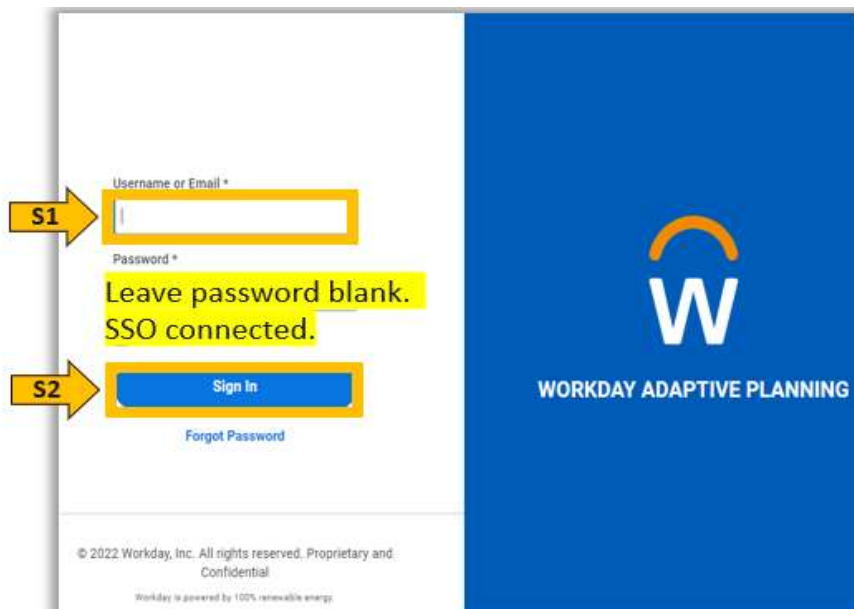 Username or Email *
S1
Password *
Leave password blank.
SSO connected.
S2
Sign In
Forgot Password
W
WORKDAY ADAPTIVE PLANNING
© 2022 Workday, Inc. All rights reserved. Proprietary and
Confidential
Workday is powered by 100% renewable energy.